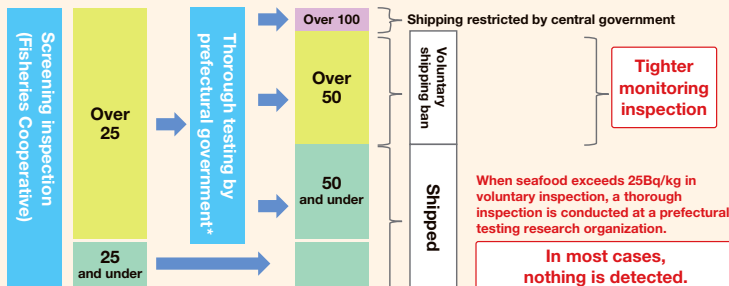 Screening inspection
(Fisheries Cooperative)
Over
25
25
and under
Thorough testing by
prefectural government*
Over 100
Over
50
50
and under
Shipping restricted by central government
Voluntary
shipping ban
Shipped
Tighter
monitoring
inspection
When seafood exceeds 25Bq/kg in
voluntary inspection, a thorough
inspection is conducted at a prefectural
testing research organization.
In most cases,
nothing is detected.